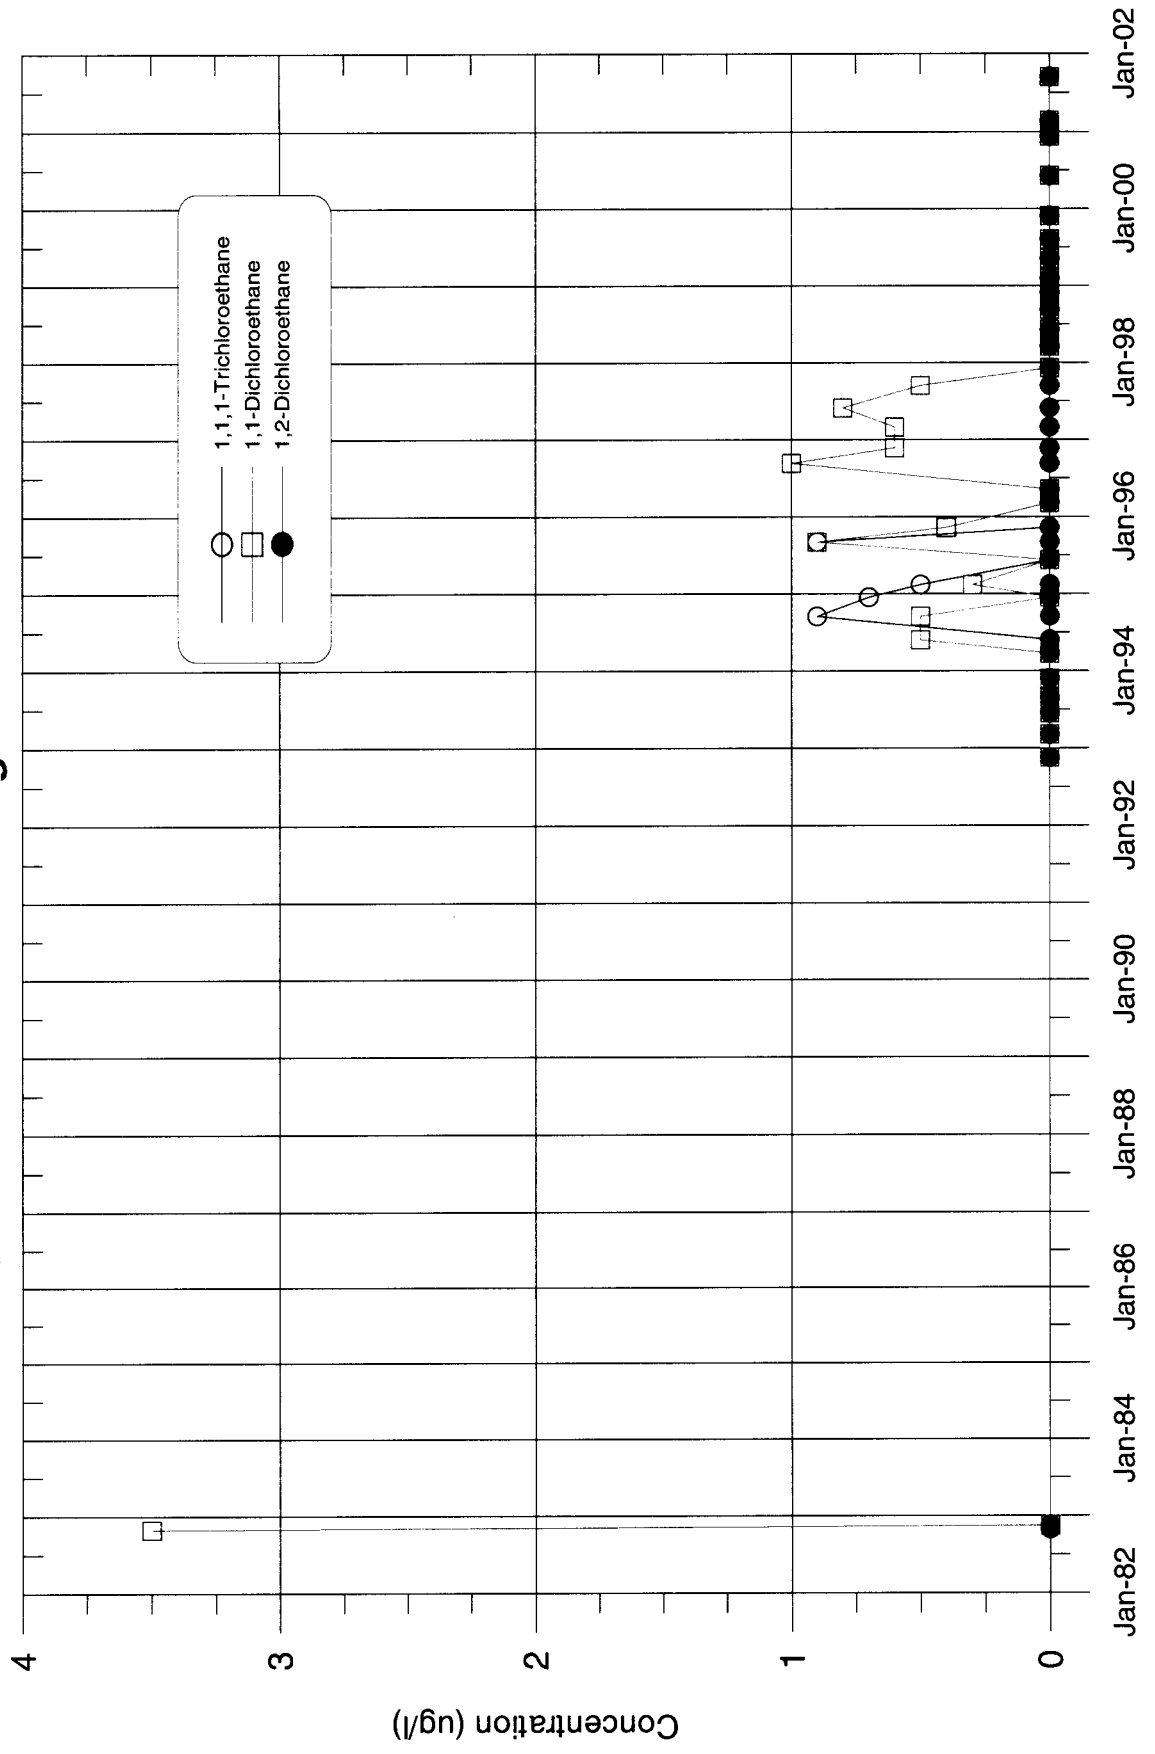 1,1,1-Trichloroethane
1,1-Dichloroethane
1,2-Dichloroethane
Concentration (ug/l)
4
3
2
1
0
Jan-82
Jan-84
Jan-86
Jan-88
Jan-90
Jan-92
Jan-94
Jan-96
Jan-98
Jan-00
Jan-02